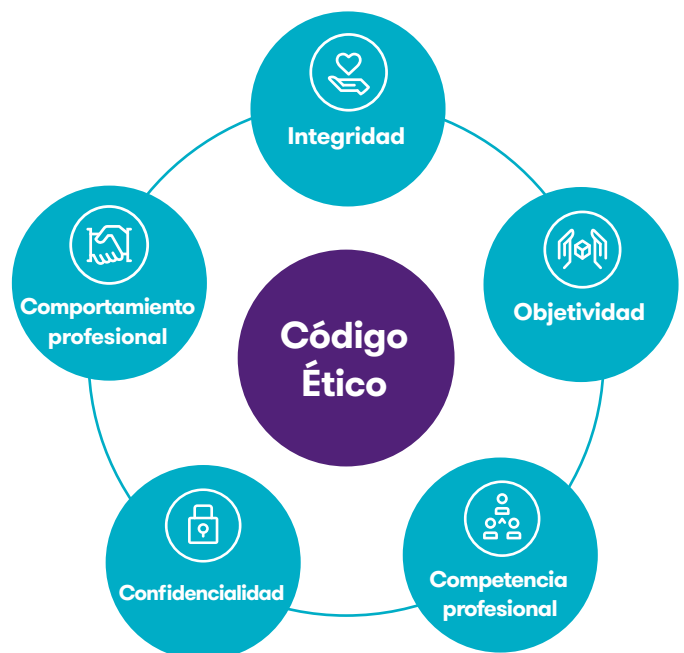 Integridad
Objetividad
Competencia
profesional
Confidencialidad
Comportamiento
profesional
Código
Ético